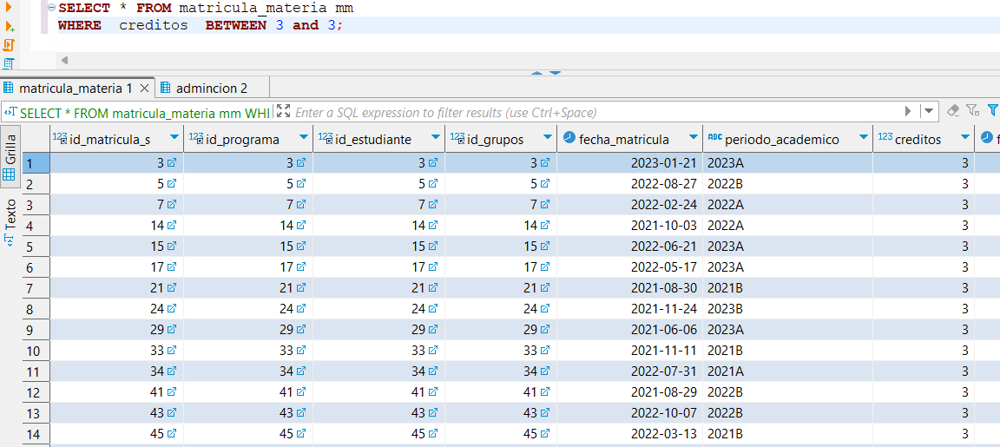 SELECT * FROM matricula_materia mm
WHERE creditos BETWEEN 3 and 3;
matricula_materia 1 admincion 2
SELECT * FROM matricula_materia mm WHI Enter a SQL expression to filter results (use Ctrl+Space)
Grilla
Texto
123 id_matricula_s 123 id_programa 123 id_estudiante 123 id_grupos fecha_matricula ABC periodo_academico 123 creditos f
1 3 3 3 3 2023-01-21 2023A 3
2 5 5 5 5 2022-08-27 2022B 3
3 7 7 7 7 2022-02-24 2022A 3
4 14 14 14 14 2021-10-03 2022A 3
5 15 15 15 15 2022-06-21 2023A 3
6 17 17 17 17 2022-05-17 2023A 3
7 21 21 21 21 2021-08-30 2021B 3
8 24 24 24 24 2021-11-24 2023B 3
9 29 29 29 29 2021-06-06 2023A 3
10 33 33 33 33 2021-11-11 2021B 3
11 34 34 34 34 2022-07-31 2021A 3
12 41 41 41 41 2021-08-29 2022B 3
13 43 43 43 43 2022-10-07 2022B 3
14 45 45 45 45 2022-03-13 2021B 3